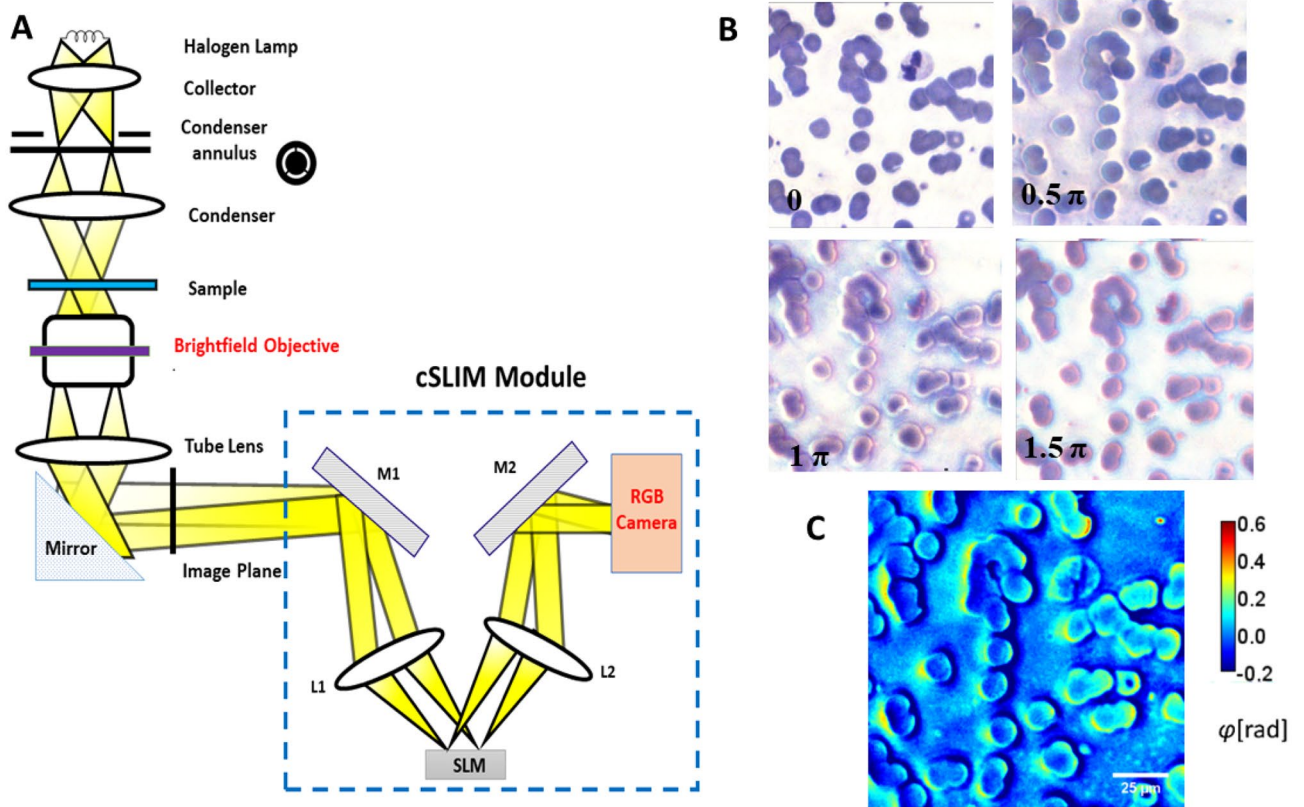 A
Halogen Lamp
Collector
Condenser
annulus
Condenser
Sample
Brightfield Objective
cSLIM Module
Tube Lens
M1
M2
RGB
Camera
Mirror
Image Plane
L1
L2
SLM
B
0
0.5 π
1 π
1.5 π
C
0.6
0.4
0.2
0.0
-0.2
φ[rad]
25 μm